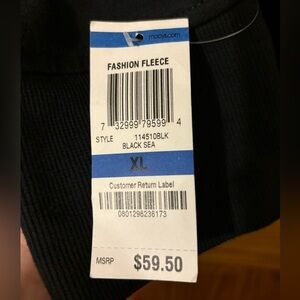 macys.com
FASHION FLEECE
7 32999 79599 4
STYLE 114510BLK
BLACK SEA
XL
Customer Return Label
0801296236173
MSRP $59.50